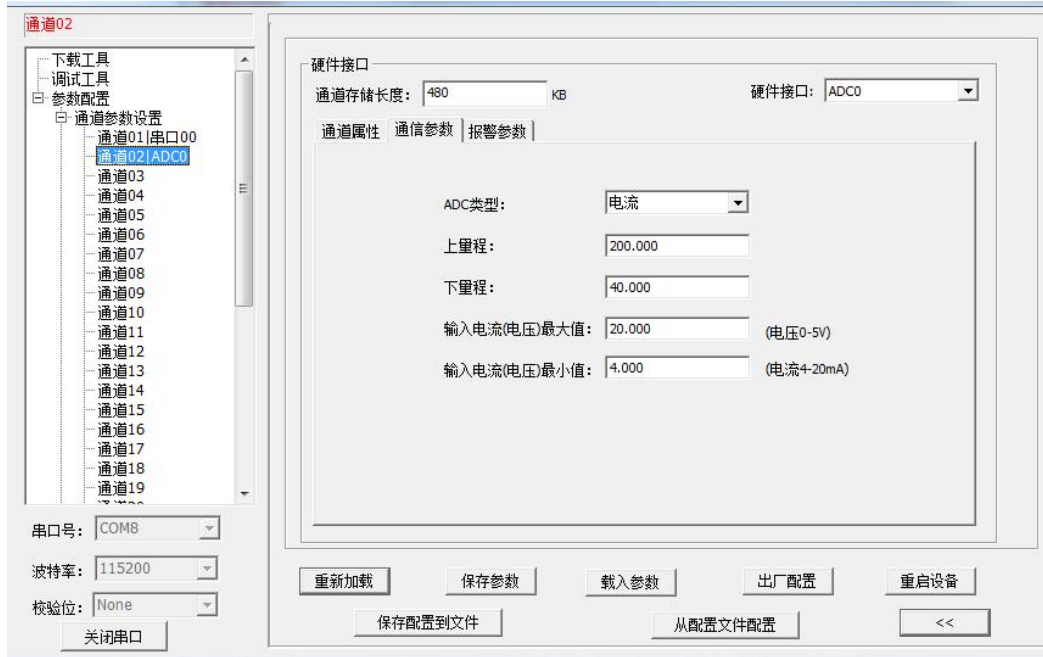 通道02
下载工具
调试工具
参数配置
通道参数设置
通道01|串口00
通道02|ADC0
通道03
通道04
通道05
通道06
通道07
通道08
通道09
通道10
通道11
通道12
通道13
通道14
通道15
通道16
通道17
通道18
通道19
串口号： COM8
波特率： 115200
校验位： None
关闭串口
硬件接口
通道存储长度： 480 KB 硬件接口： ADC0
通道属性 通信参数 报警参数
ADC类型： 电流
上量程： 200.000
下量程： 40.000
输入电流(电压)最大值： 20.000 (电压0-5V)
输入电流(电压)最小值： 4.000 (电流4-20mA)
重新加载 保存参数 载入参数 出厂配置 重启设备
保存配置到文件 从配置文件配置 <<